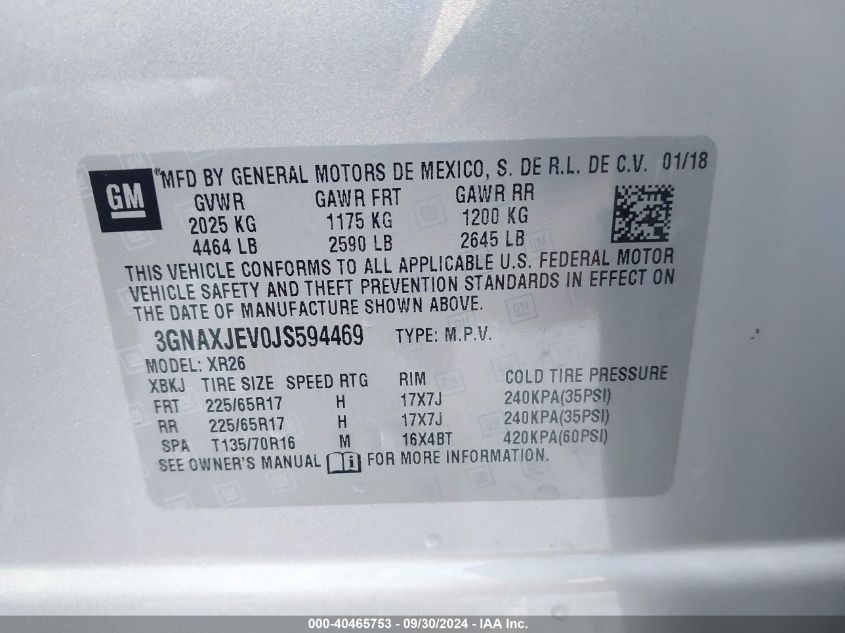 GM ®MFD BY GENERAL MOTORS DE MEXICO, S. DE R.L. DE C.V. 01/18
GVWR GAWR FRT GAWR RR
2025 KG 1175 KG 1200 KG
4464 LB 2590 LB 2645 LB
THIS VEHICLE CONFORMS TO ALL APPLICABLE U.S. FEDERAL MOTOR
VEHICLE SAFETY AND THEFT PREVENTION STANDARDS IN EFFECT ON
THE DATE OF MANUFACTURE SHOWN ABOVE.
3GNAXJEV0JS594469 TYPE: M.P.V.
MODEL: XR26
XBKJ TIRE SIZE SPEED RTG RIM COLD TIRE PRESSURE
FRT 225/65R17 H 17X7J 240KPA(35PSI)
RR 225/65R17 H 17X7J 240KPA(35PSI)
SPA T135/70R16 M 16X4BT 420KPA(60PSI)
SEE OWNER'S MANUAL i FOR MORE INFORMATION.
000-40465753 - 09/30/2024 - IAA Inc.